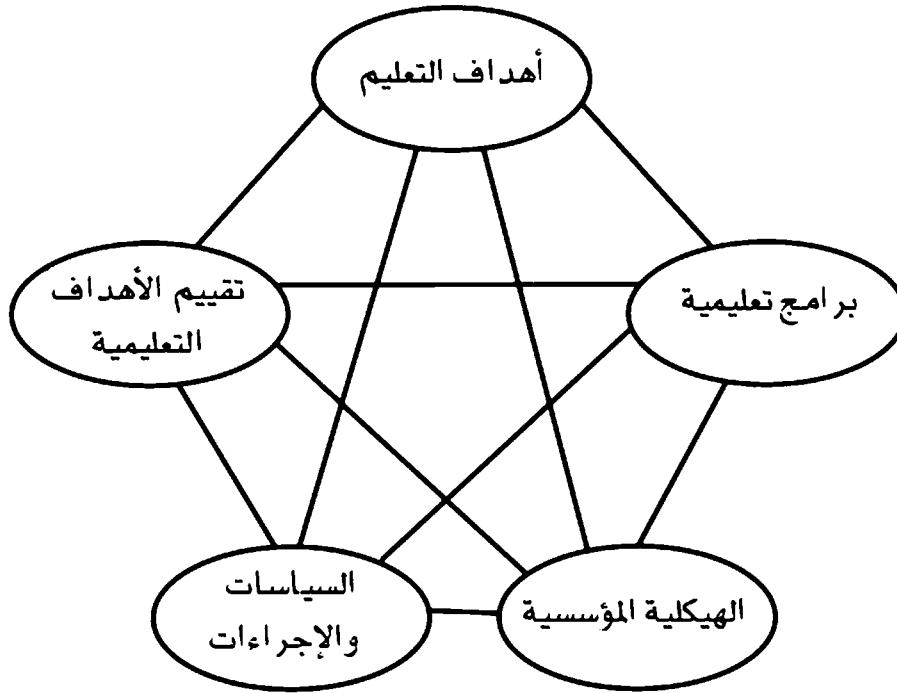 أهداف التعليم
برامج تعليمية
تقييم الأهداف
التعليمية
الهيكلية المؤسسية
السياسات
والإجراءات